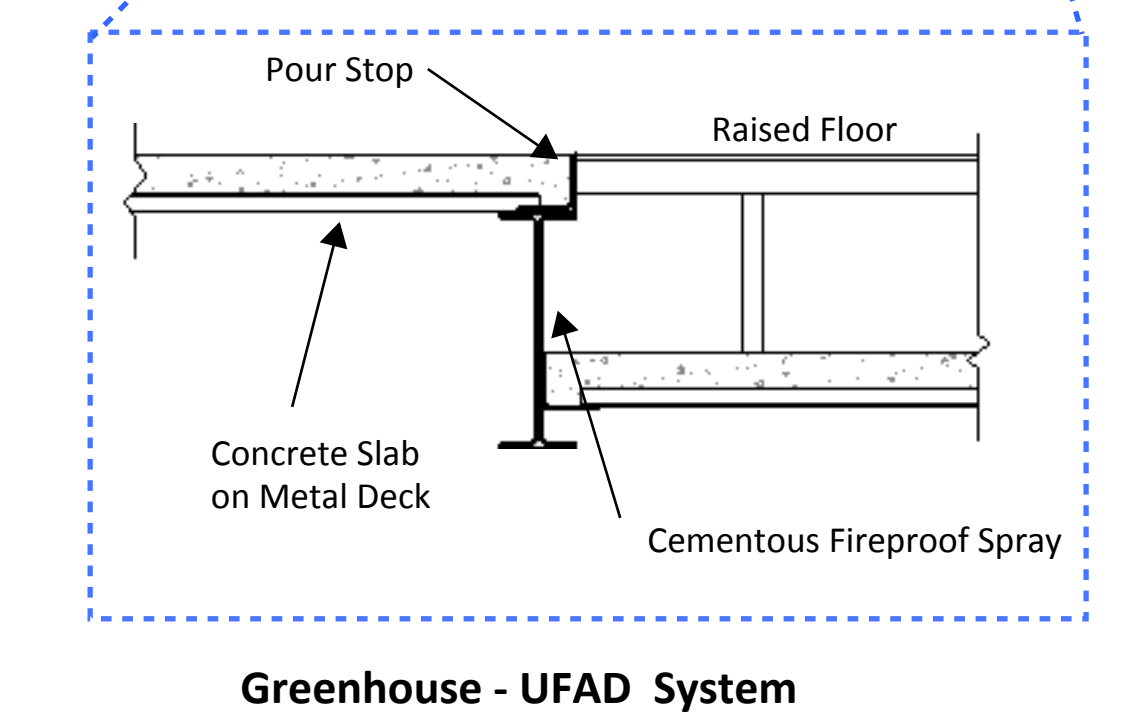 Pour Stop
Raised Floor
Concrete Slab
on Metal Deck
Cementous Fireproof Spray
Greenhouse - UFAD System